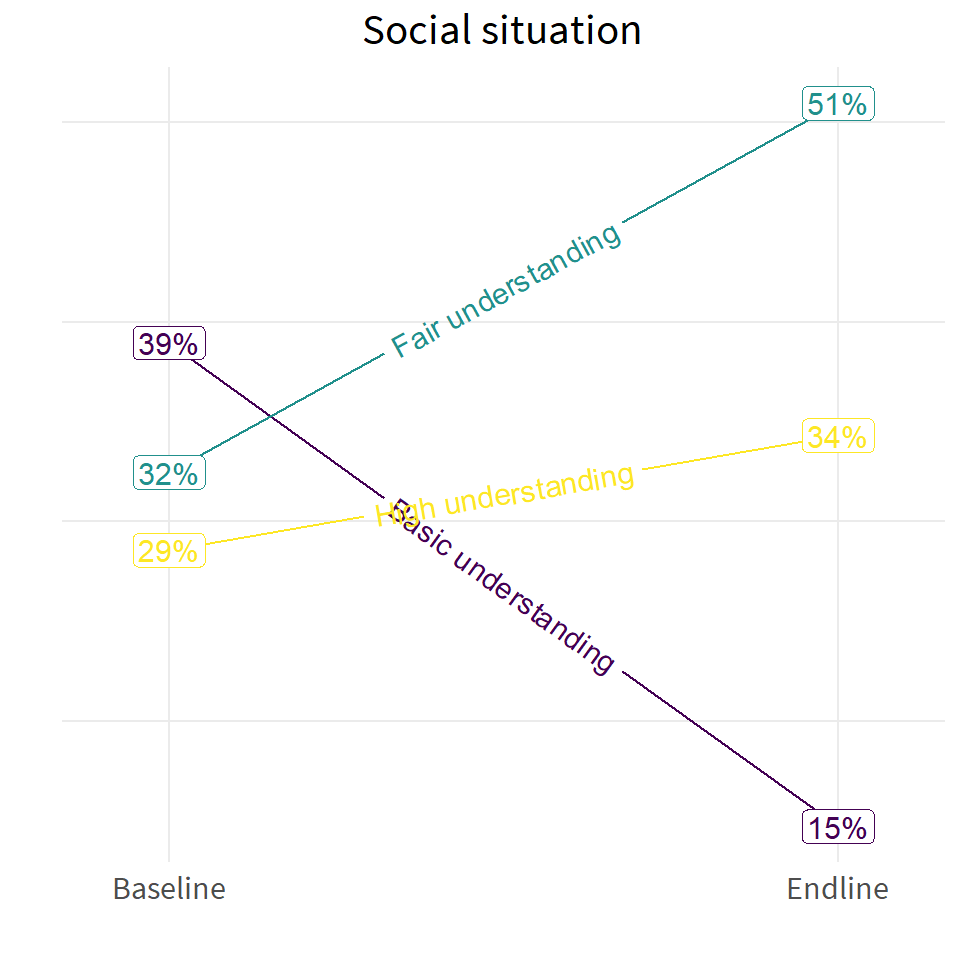 Social situation
51%
Fair understanding
39%
34%
32%
High understanding
29%
Basic understanding
15%
Baseline
Endline